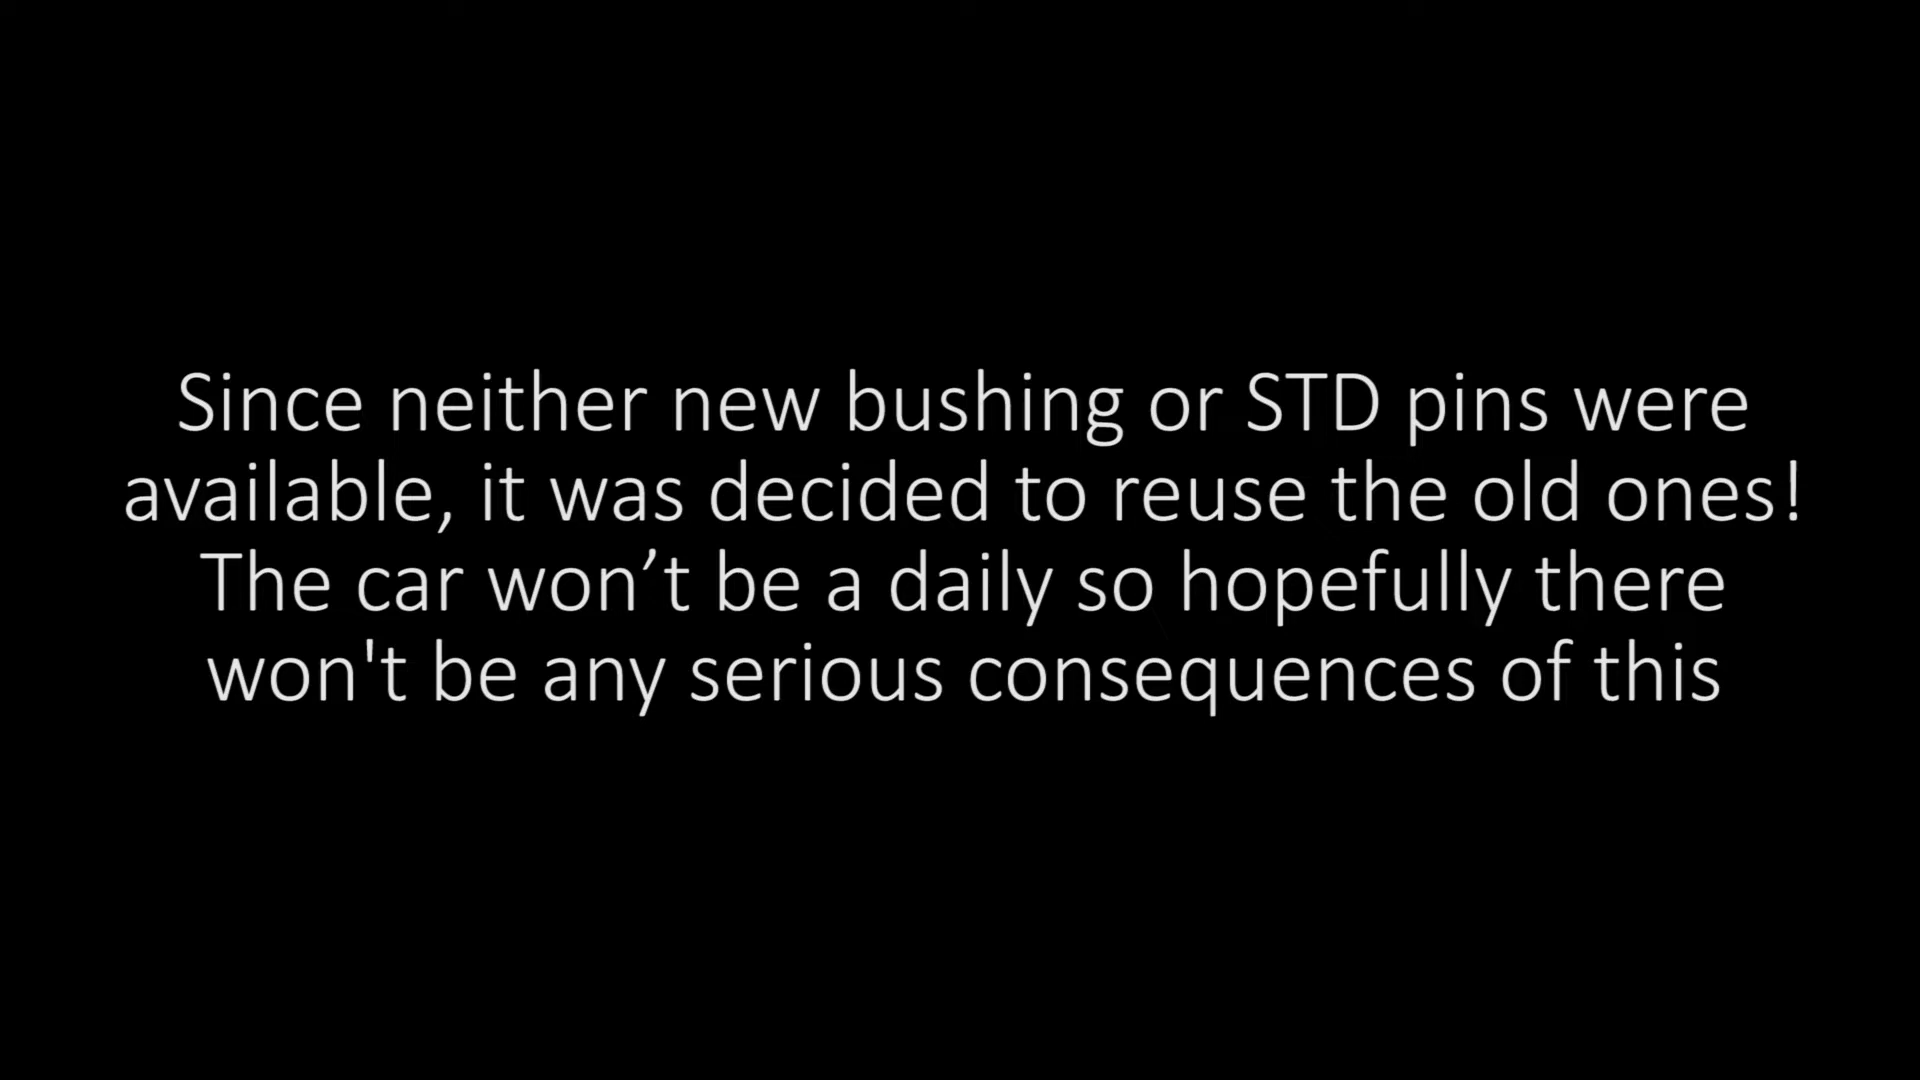 Since neither new bushing or STD pins were
available, it was decided to reuse the old ones!
The car won’t be a daily so hopefully there
won't be any serious consequences of this